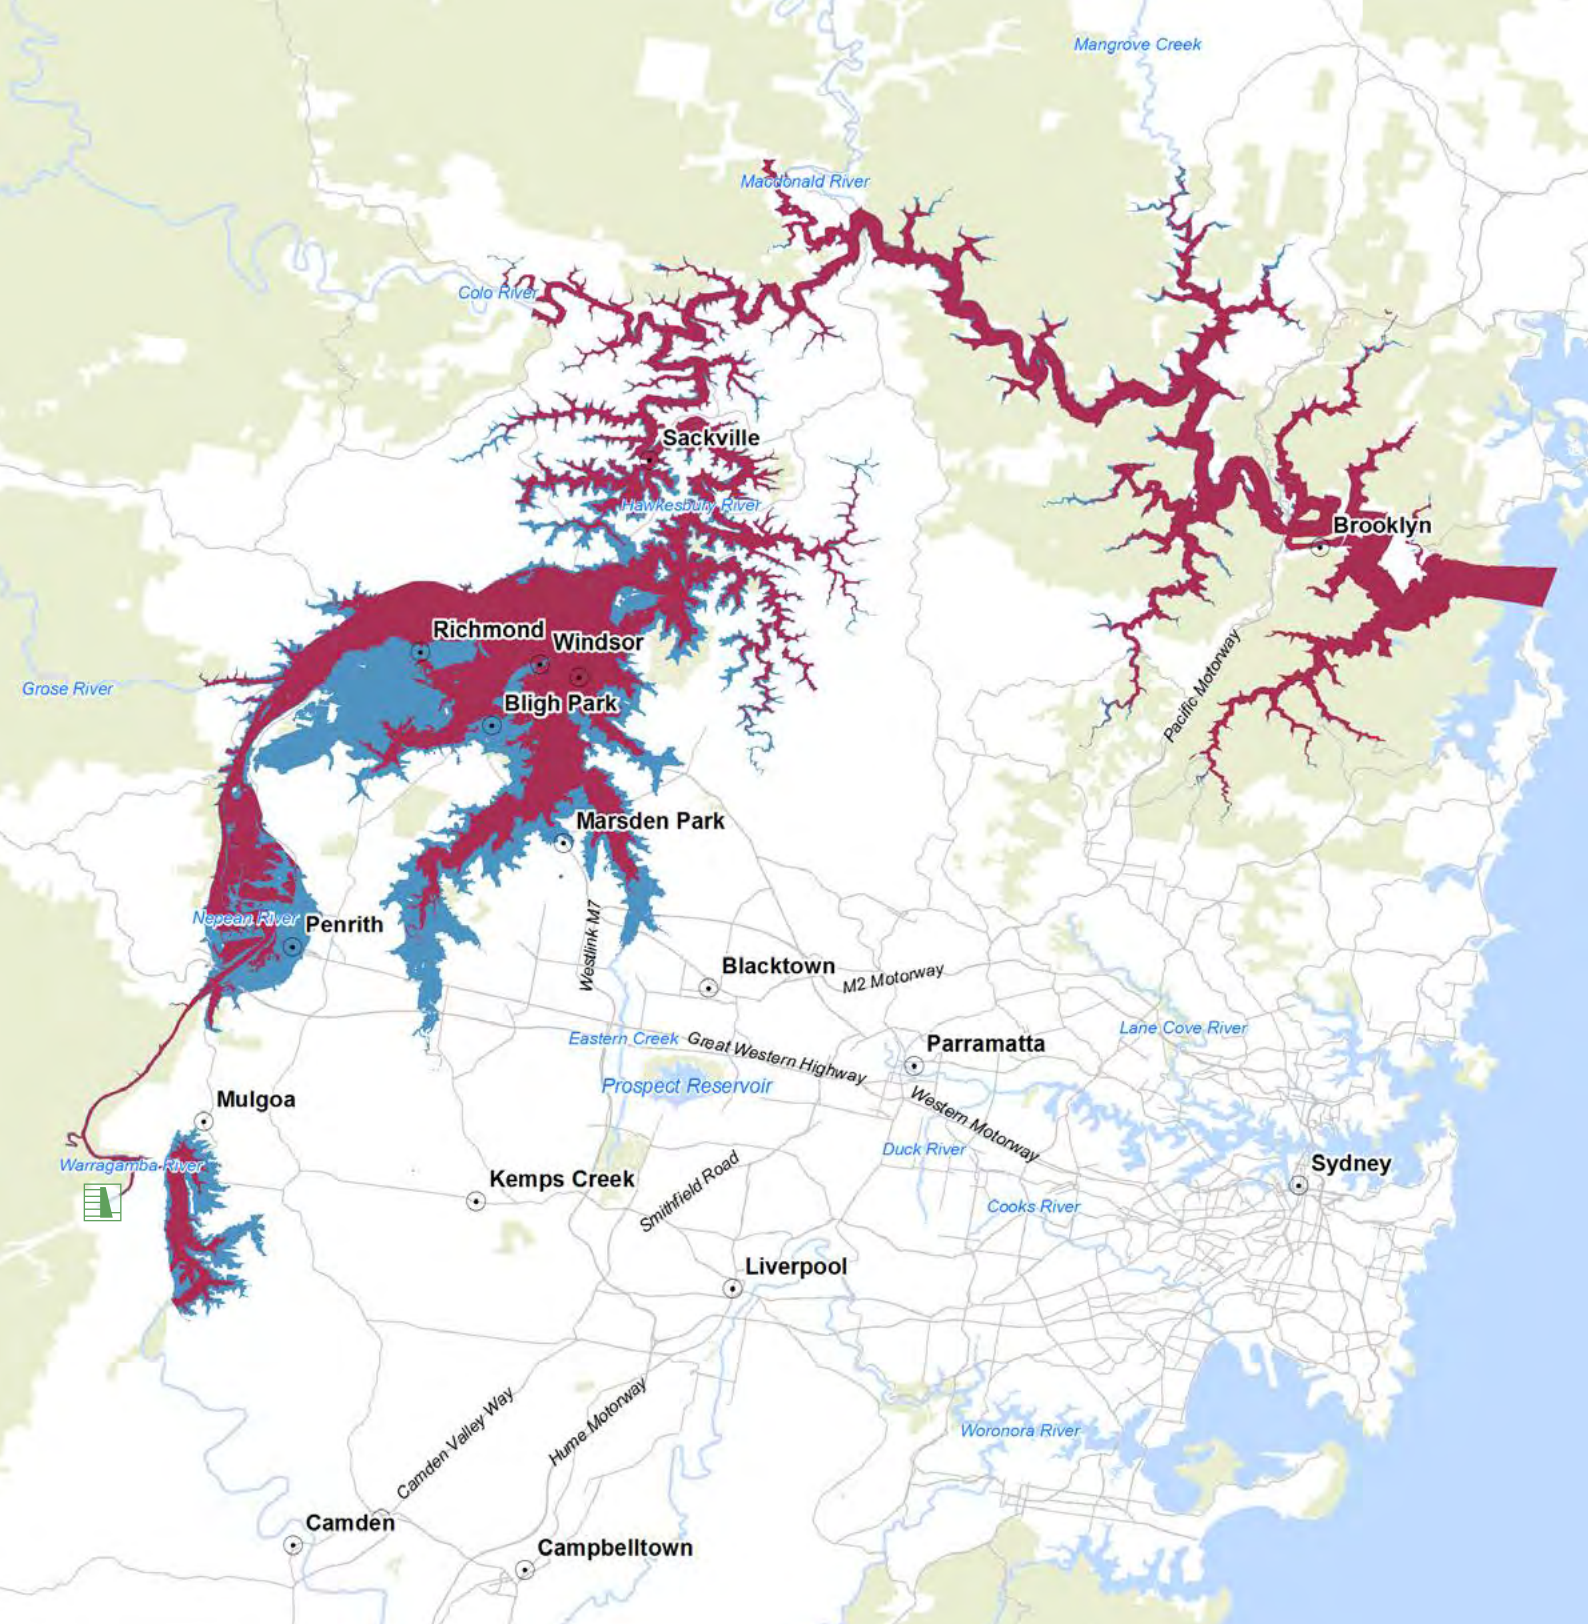 Mangrove Creek
Macdonald River
Colo River
Sackville
Hawkesbury River
Brooklyn
Richmond
Windsor
Grose River
Bligh Park
Pacific Motorway
Marsden Park
Nepean River
Penrith
Westlink M7
Blacktown
M2 Motorway
Eastern Creek
Great Western Highway
Parramatta
Lane Cove River
Prospect Reservoir
Mulgoa
Western Motorway
Duck River
Warragamba River
Kemps Creek
Smithfield Road
Sydney
Cooks River
Liverpool
Camden Valley Way
Hume Motorway
Woronora River
Camden
Campbelltown